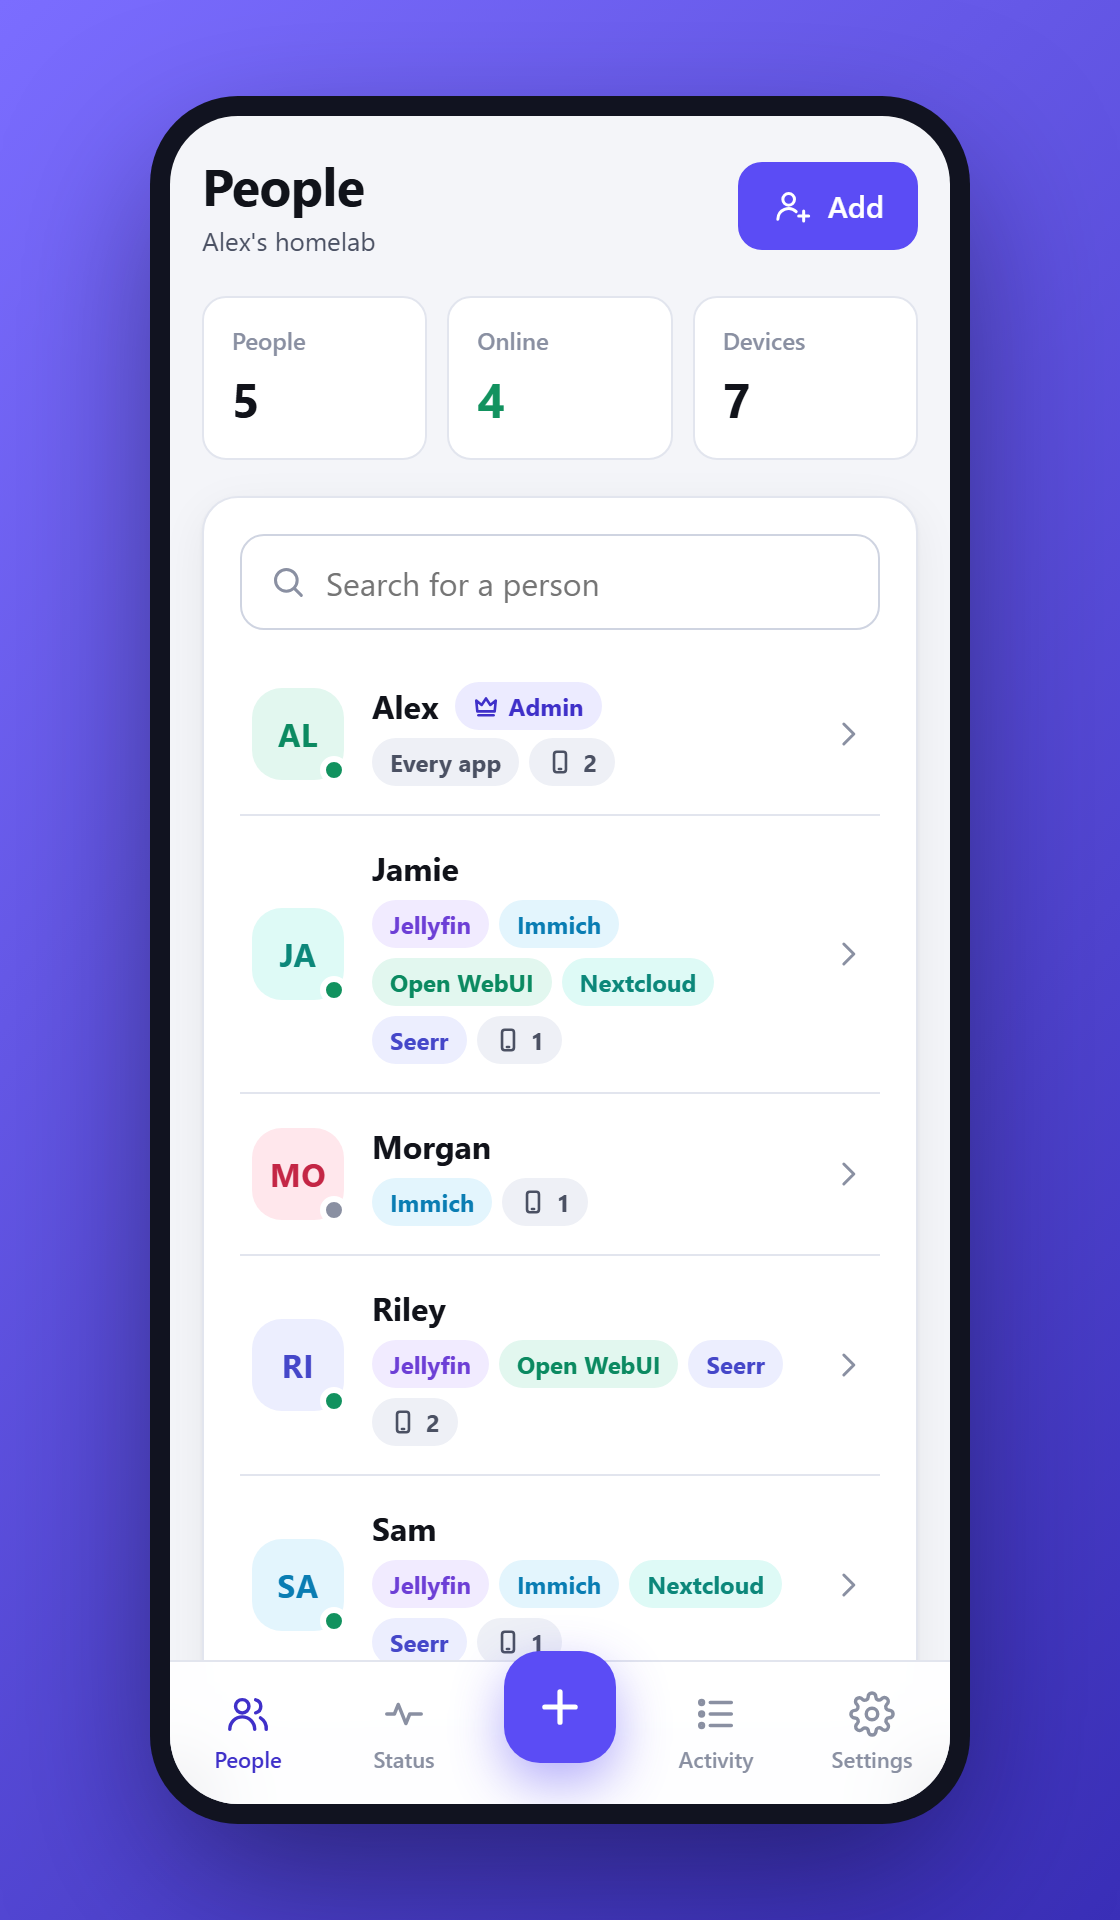 People
Add
Alex's homelab
People
Online
Devices
5
4
7
Search for a person
AL
Alex
Admin
Every app
2
JA
Jamie
Jellyfin
Immich
Open WebUI
Nextcloud
Seerr
1
MO
Morgan
Immich
1
RI
Riley
Jellyfin
Open WebUI
Seerr
2
SA
Sam
Jellyfin
Immich
Nextcloud
Seerr
1
People
Status
Activity
Settings